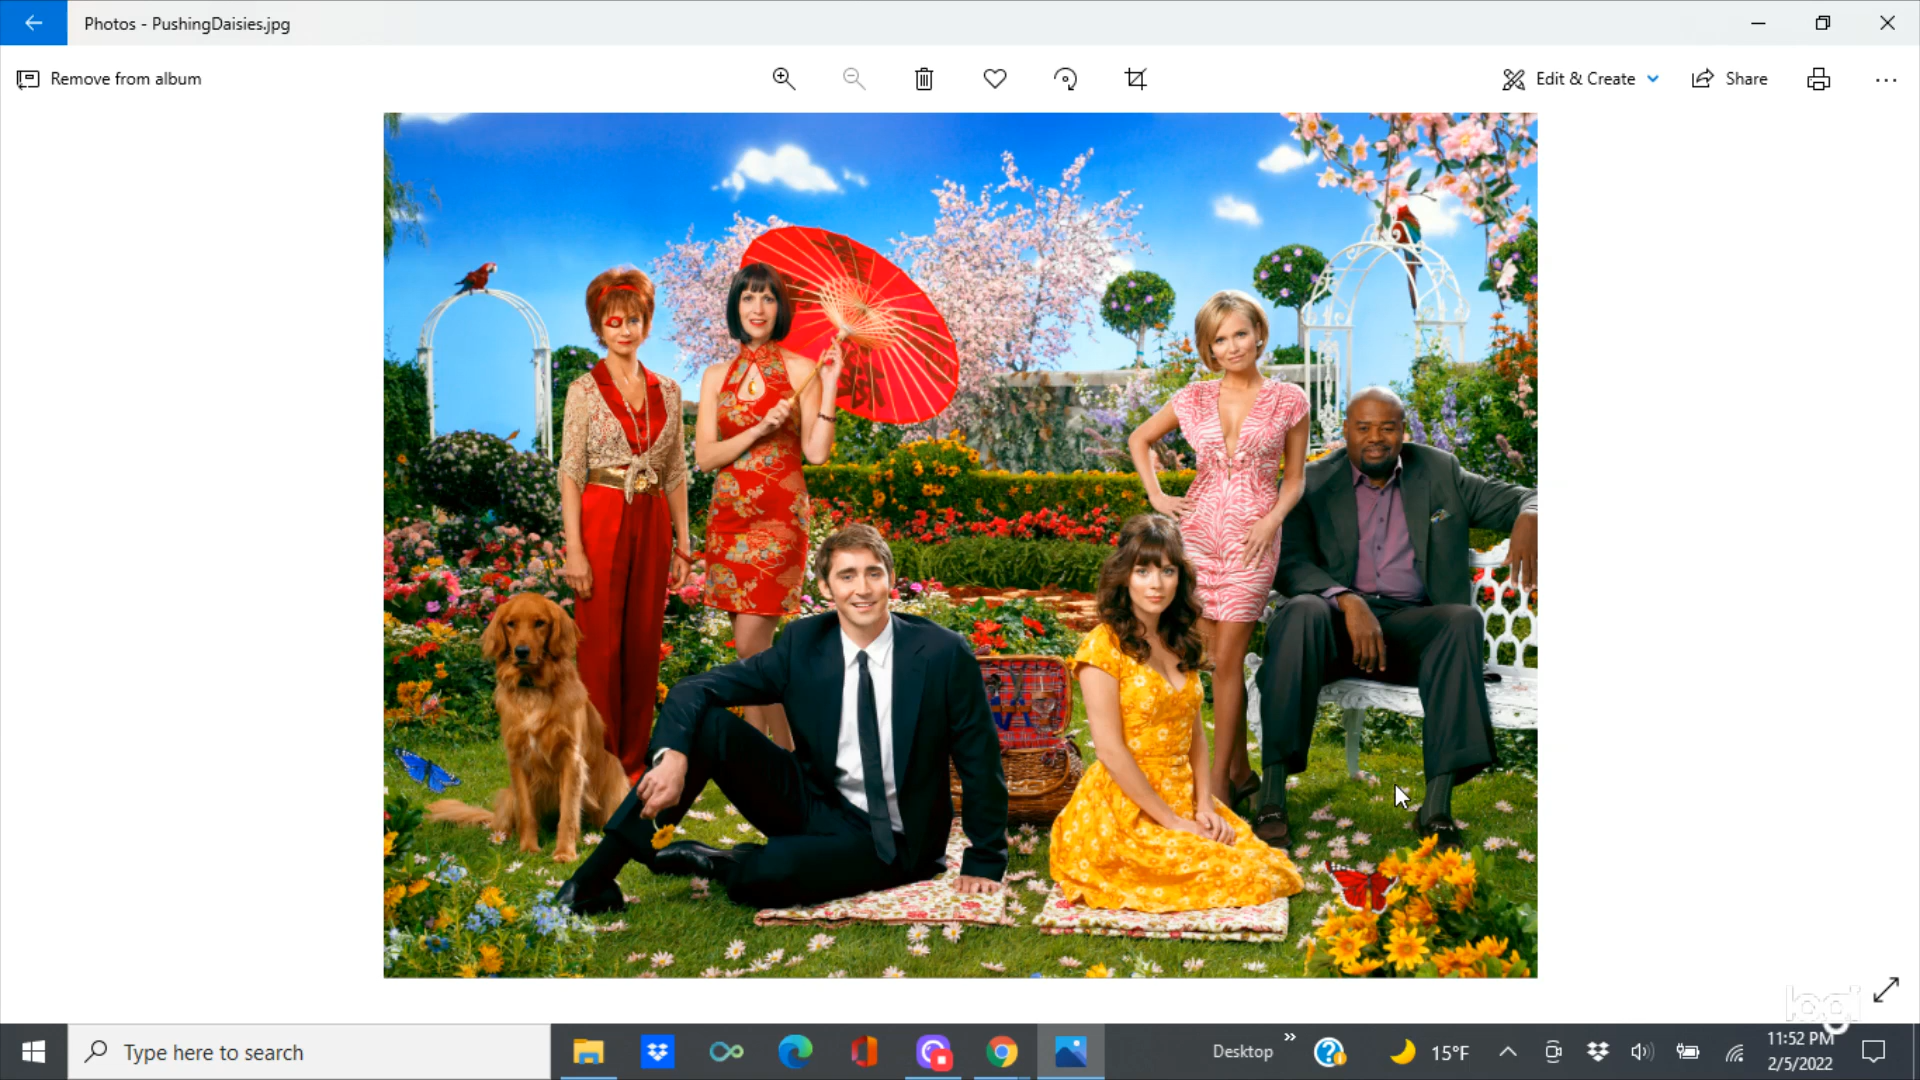 Photos - PushingDaisies.jpg
Remove from album
Edit & Create
Share
logi
Type here to search
Desktop
15°F
11:52 PM
2/5/2022